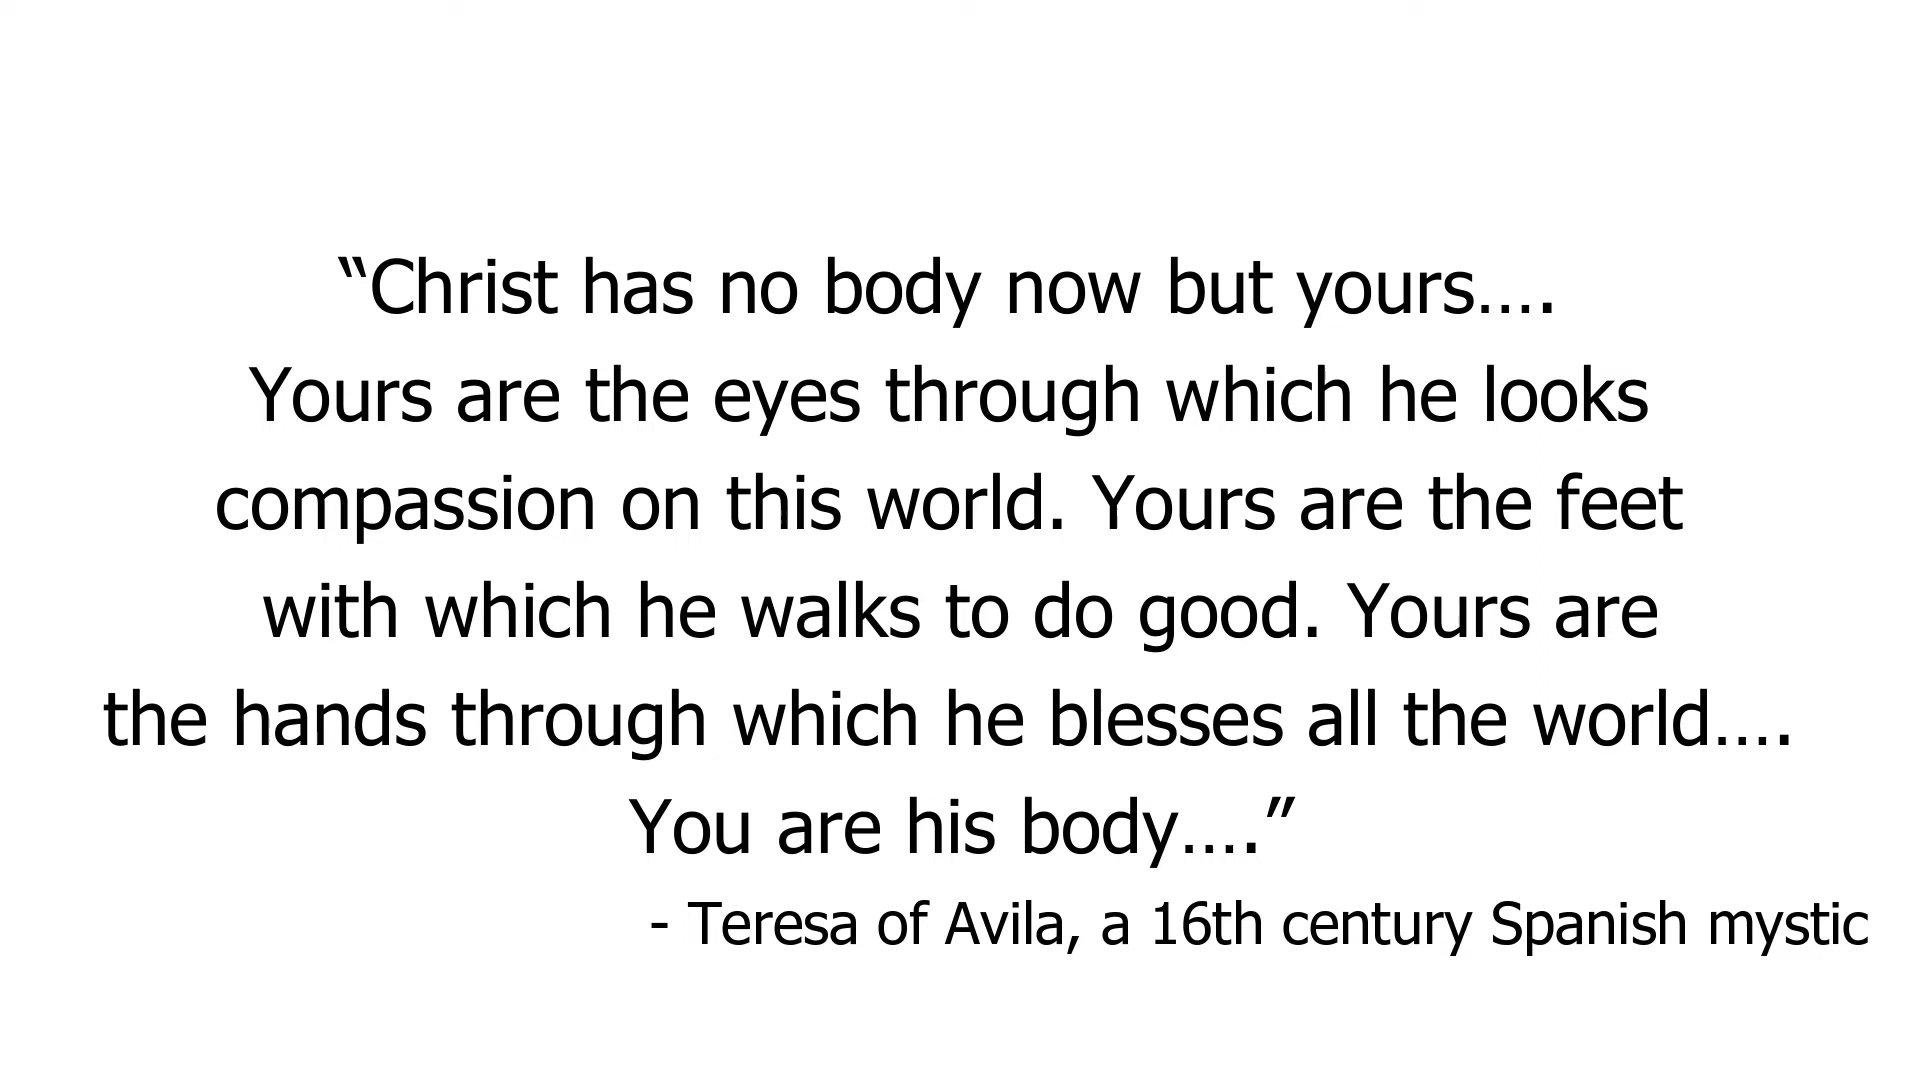 “Christ has no body now but yours….
Yours are the eyes through which he looks
compassion on this world. Yours are the feet
with which he walks to do good. Yours are
the hands through which he blesses all the world….
You are his body….”
- Teresa of Avila, a 16th century Spanish mystic